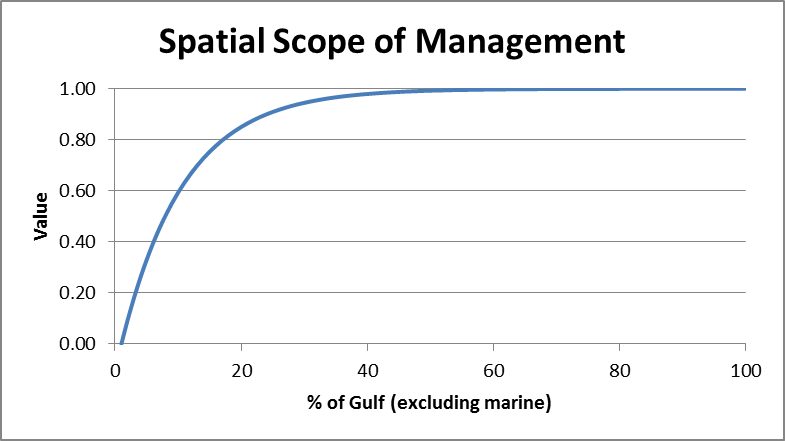 Spatial Scope of Management
1.00
0.80
0.60
0.40
0.20
0.00
Value
0 20 40 60 80 100
% of Gulf (excluding marine)